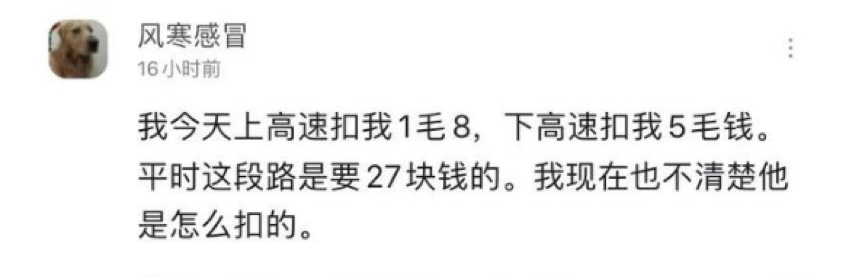 风寒感冒
16小时前
我今天上高速扣我1毛8，下高速扣我5毛钱。
平时这段路是要27块钱的。我现在也不清楚他
是怎么扣的。